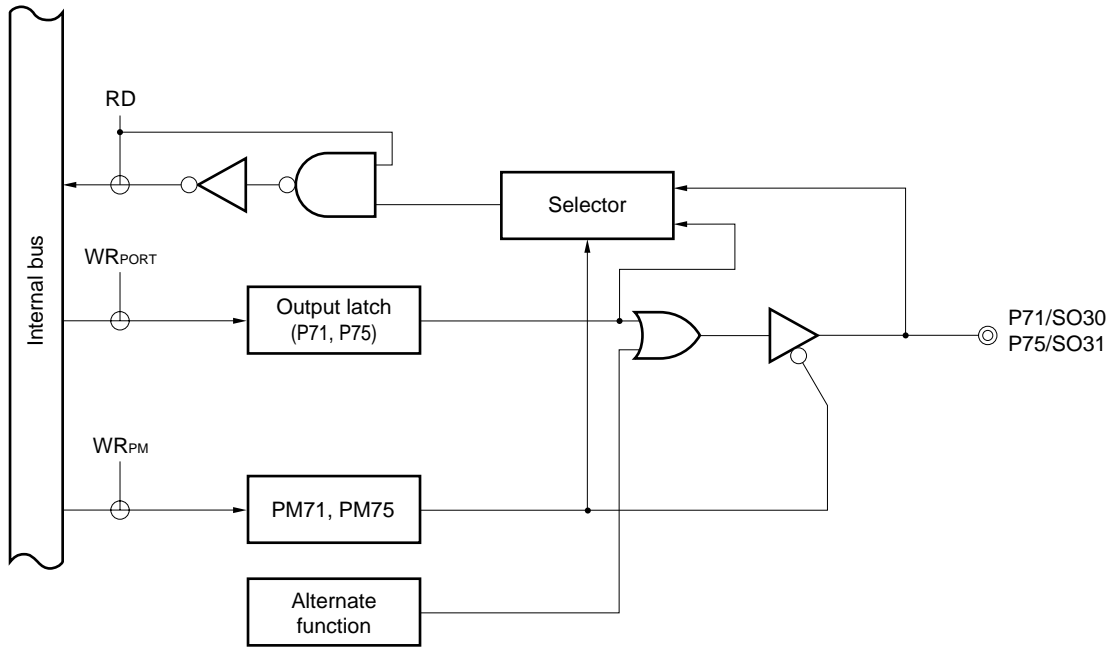 RD
Internal bus
Selector
WRPORT
Output latch
(P71, P75)
P71/SO30
P75/SO31
WRPM
PM71, PM75
Alternate
function